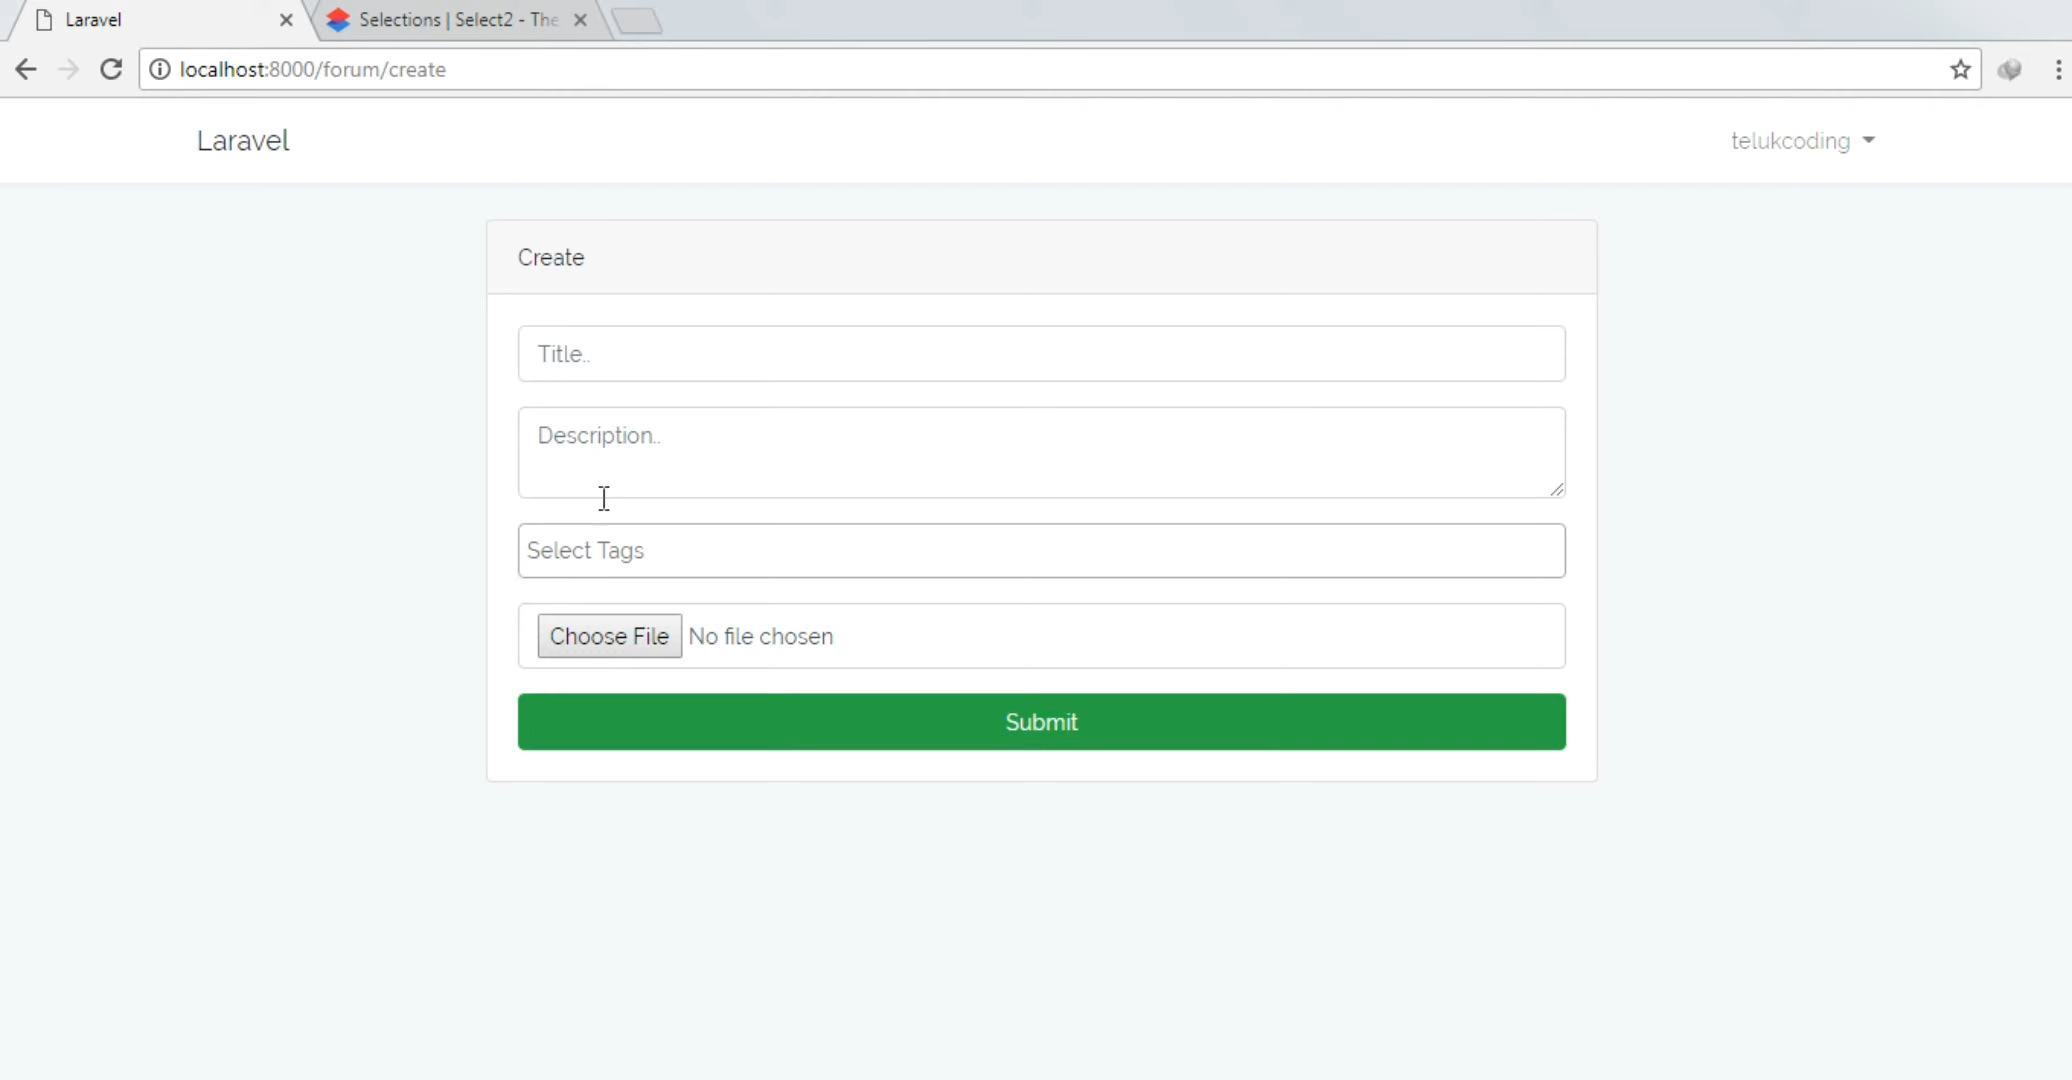 Laravel
Selections | Select2 - The
localhost:8000/forum/create
Laravel
telukcoding
Create
Title..
Description..
Select Tags
Choose File No file chosen
Submit